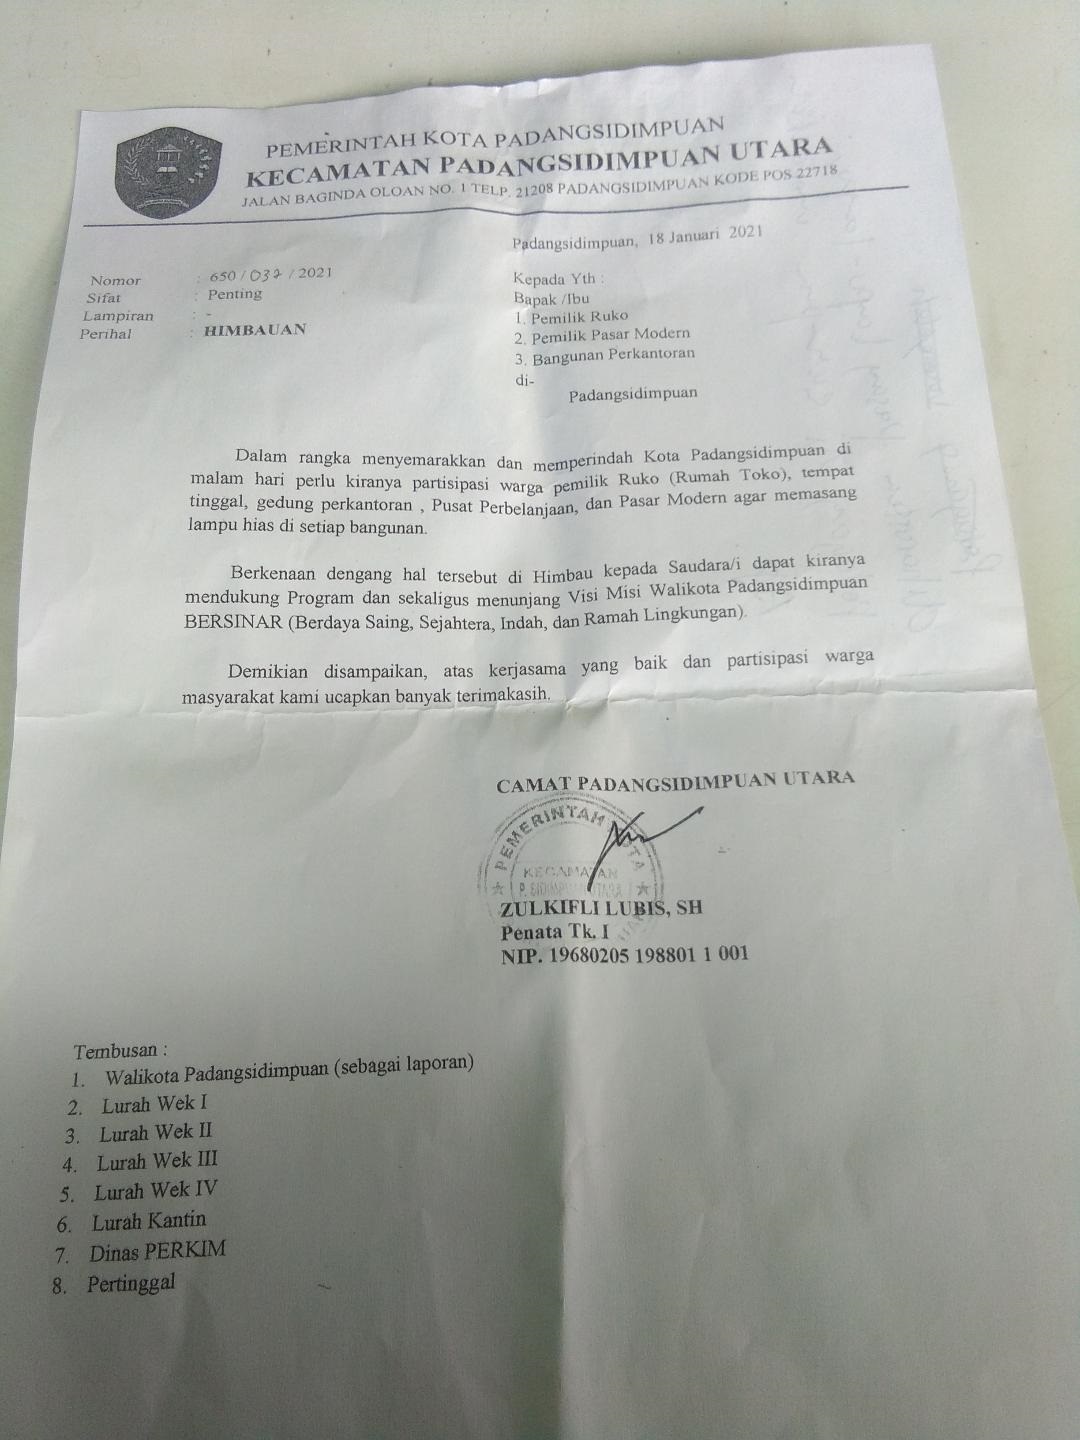 PEMERINTAH KOTA PADANGSIDIMPUAN
KECAMATAN PADANGSIDIMPUAN UTARA
JALAN BAGINDA OLOAN NO. 1 TELP. 21208 PADANGSIDIMPUAN KODE POS 22718
Padangsidimpuan, 18 Januari 2021
Nomor : 650 / 037 / 2021
Sifat : Penting
Lampiran : -
Perihal : HIMBAUAN
Kepada Yth :
Bapak /Ibu
1. Pemilik Ruko
2. Pemilik Pasar Modern
3. Bangunan Perkantoran
di-
Padangsidimpuan
Dalam rangka menyemarakkan dan memperindah Kota Padangsidimpuan di
malam hari perlu kiranya partisipasi warga pemilik Ruko (Rumah Toko), tempat
tinggal, gedung perkantoran , Pusat Perbelanjaan, dan Pasar Modern agar memasang
lampu hias di setiap bangunan.
Berkenaan dengang hal tersebut di Himbau kepada Saudara/i dapat kiranya
mendukung Program dan sekaligus menunjang Visi Misi Walikota Padangsidimpuan
BERSINAR (Berdaya Saing, Sejahtera, Indah, dan Ramah Lingkungan).
Demikian disampaikan, atas kerjasama yang baik dan partisipasi warga
masyarakat kami ucapkan banyak terimakasih.
CAMAT PADANGSIDIMPUAN UTARA
PEMERINTAH KOTA
KECAMATAN
P. SIDIMPUAN UTARA
ZULKIFLI LUBIS, SH
Penata Tk. I
NIP. 19680205 198801 1 001
Tembusan :
1. Walikota Padangsidimpuan (sebagai laporan)
2. Lurah Wek I
3. Lurah Wek II
4. Lurah Wek III
5. Lurah Wek IV
6. Lurah Kantin
7. Dinas PERKIM
8. Pertinggal